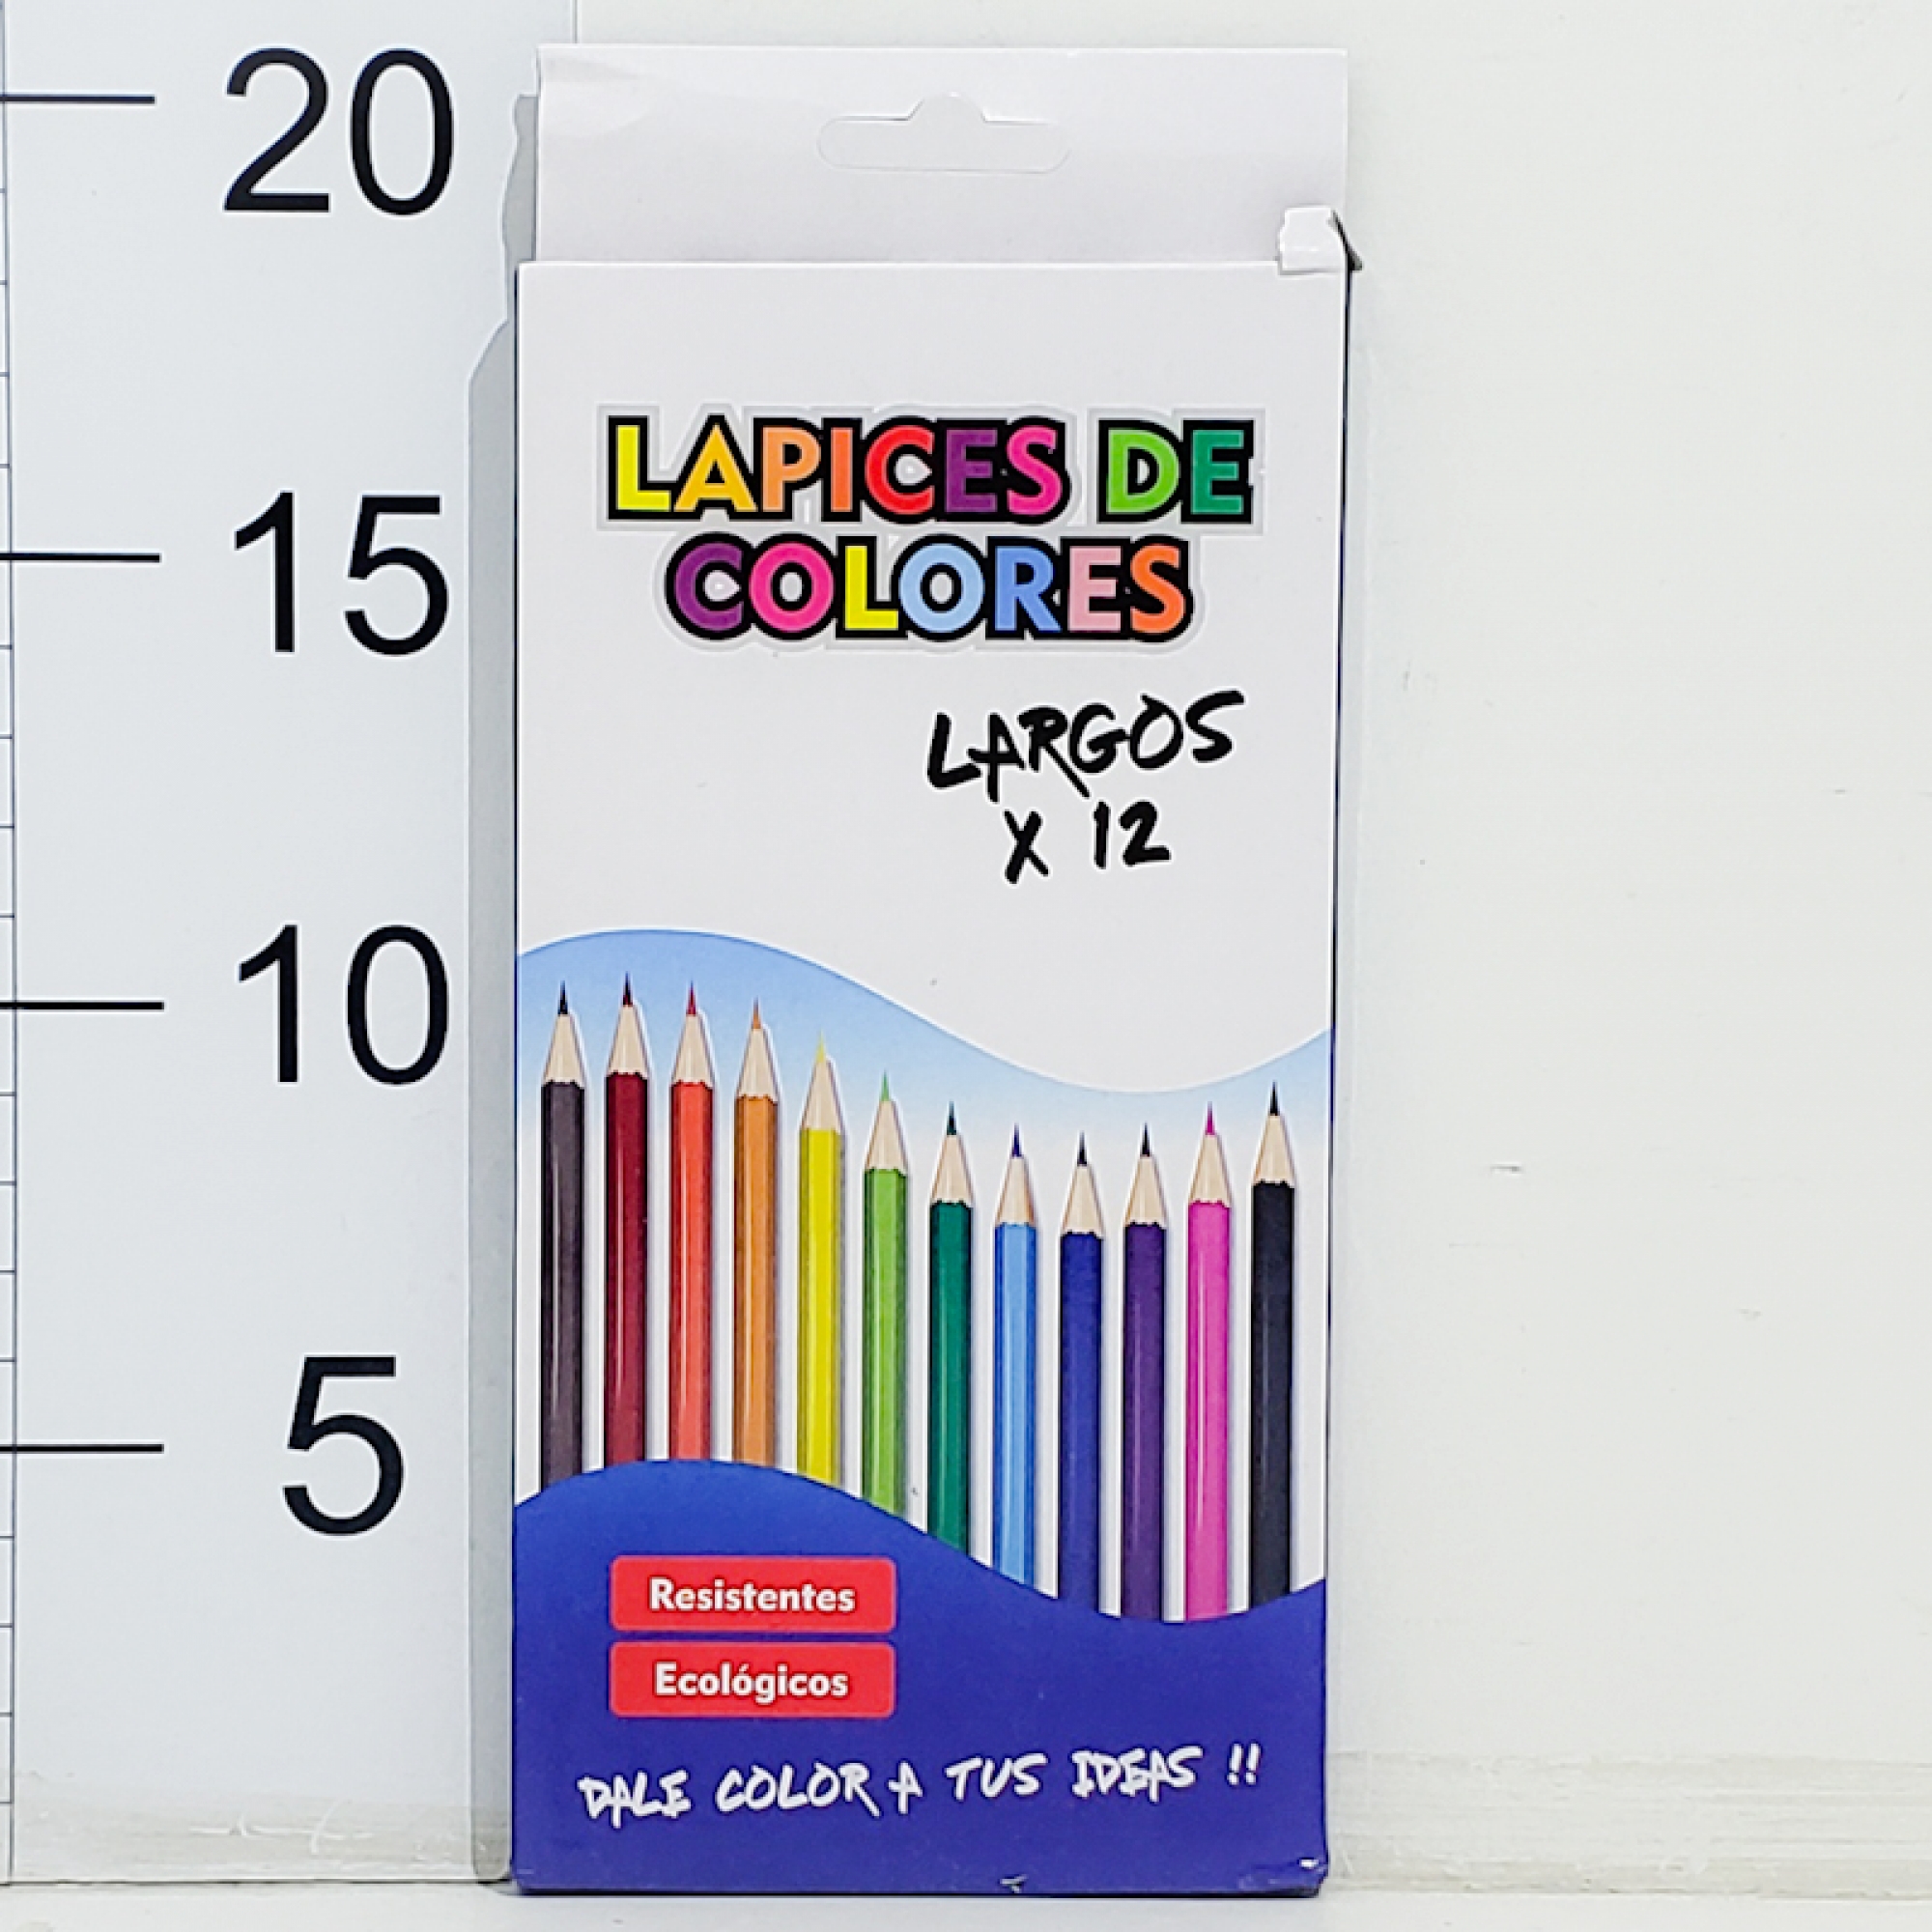 20
15
10
5
LAPICES DE
COLORES
LARGOS
X 12
Resistentes
Ecológicos
DALE COLOR A TUS IDEAS !!